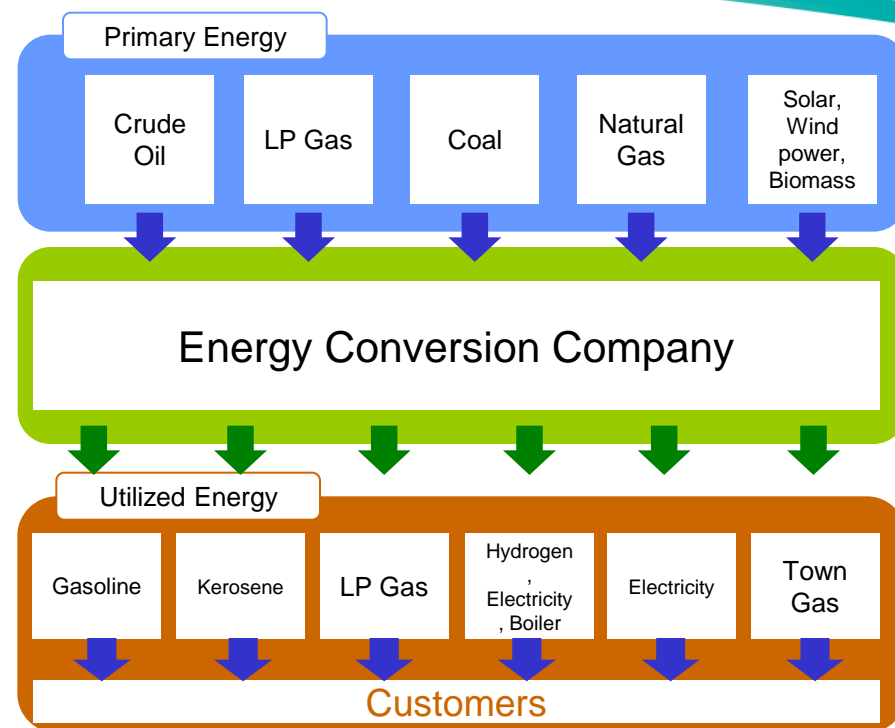 Primary Energy
Crude
Oil
LP Gas
Coal
Natural
Gas
Solar,
Wind
power,
Biomass
Energy Conversion Company
Utilized Energy
Gasoline
Kerosene
LP Gas
Hydrogen
,
Electricity
, Boiler
Electricity
Town
Gas
Customers